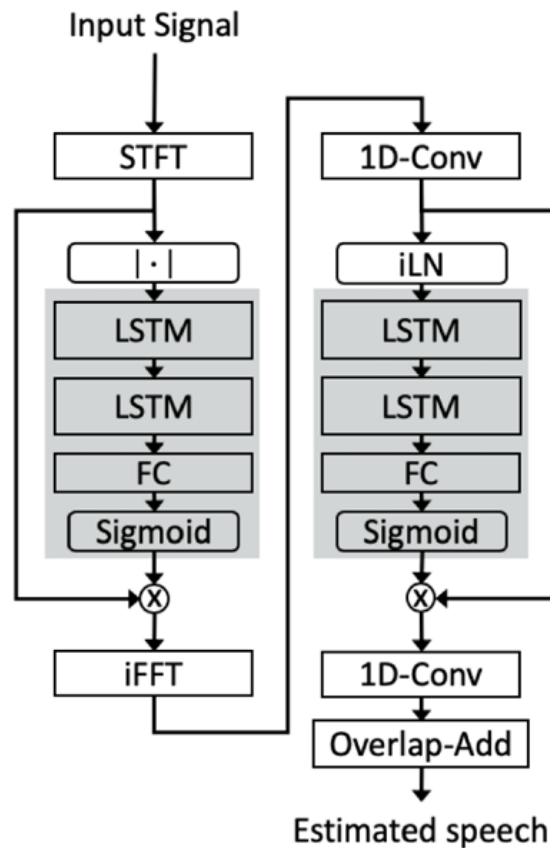 Input Signal
STFT
| · |
LSTM
LSTM
FC
Sigmoid
X
iFFT
1D-Conv
iLN
LSTM
LSTM
FC
Sigmoid
X
1D-Conv
Overlap-Add
Estimated speech